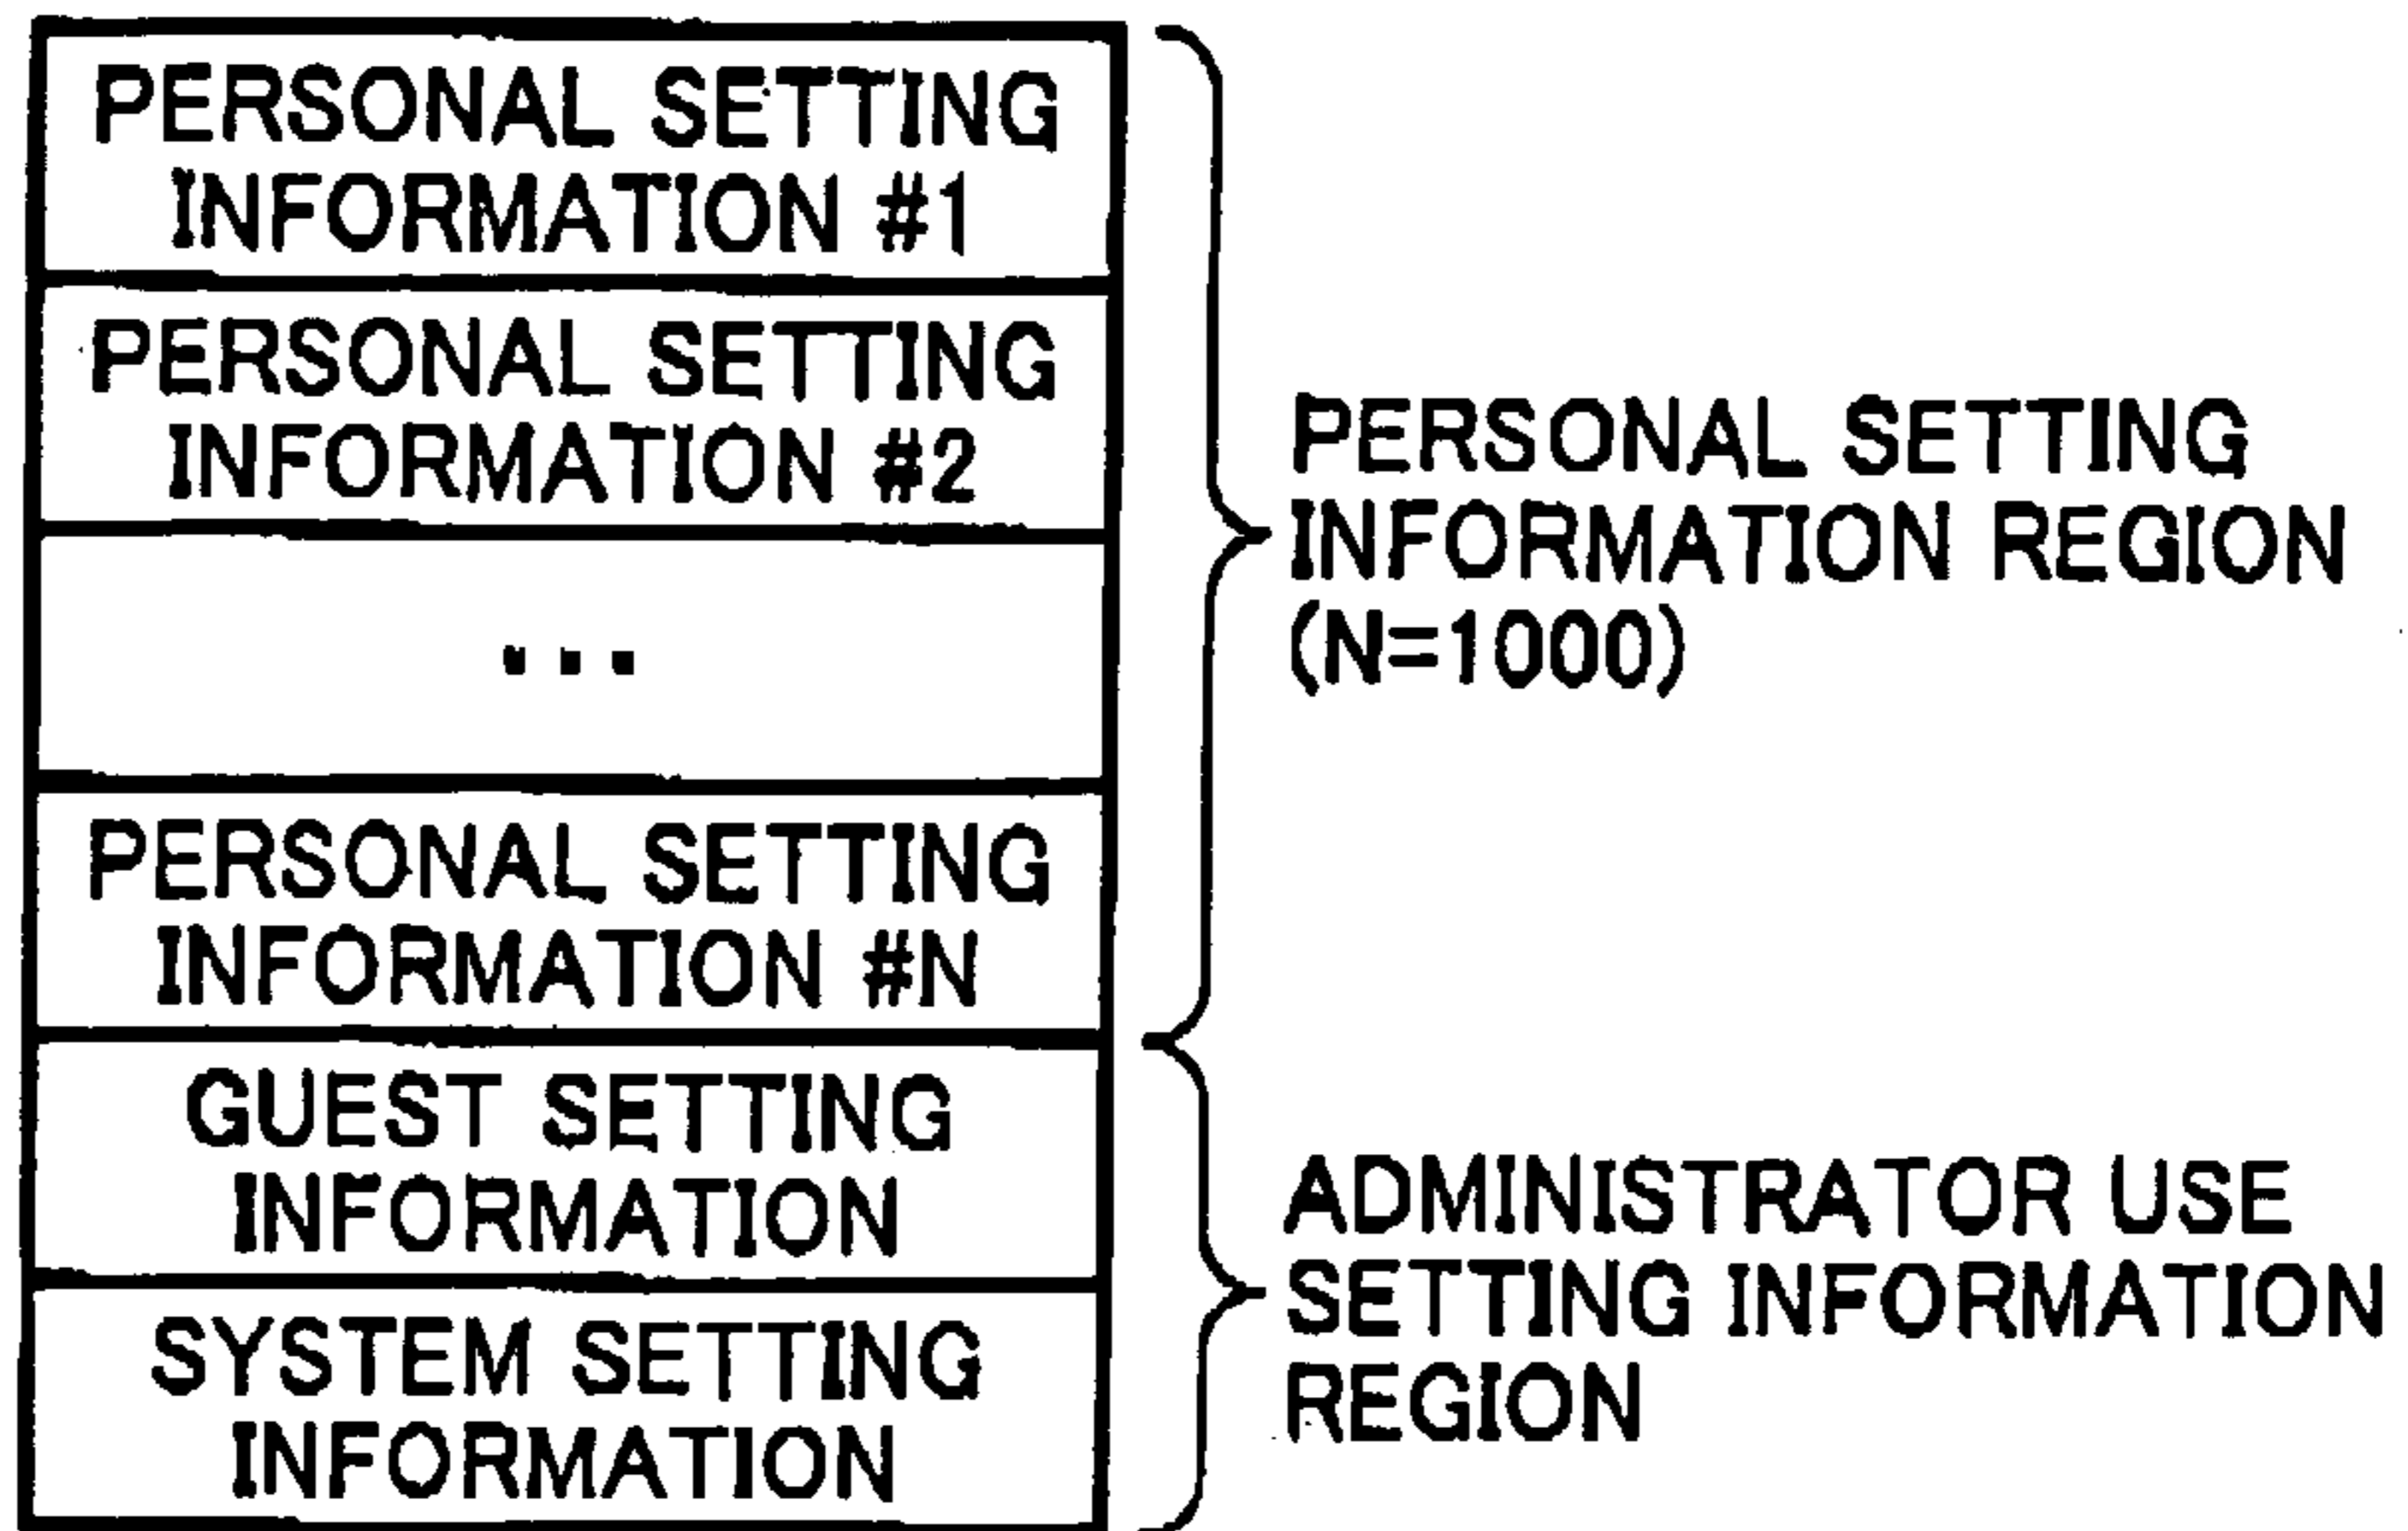 PERSONAL SETTING
INFORMATION #1
PERSONAL SETTING
INFORMATION #2
...
PERSONAL SETTING
INFORMATION #N
GUEST SETTING
INFORMATION
SYSTEM SETTING
INFORMATION
PERSONAL SETTING
INFORMATION REGION
(N=1000)
ADMINISTRATOR USE
SETTING INFORMATION
REGION